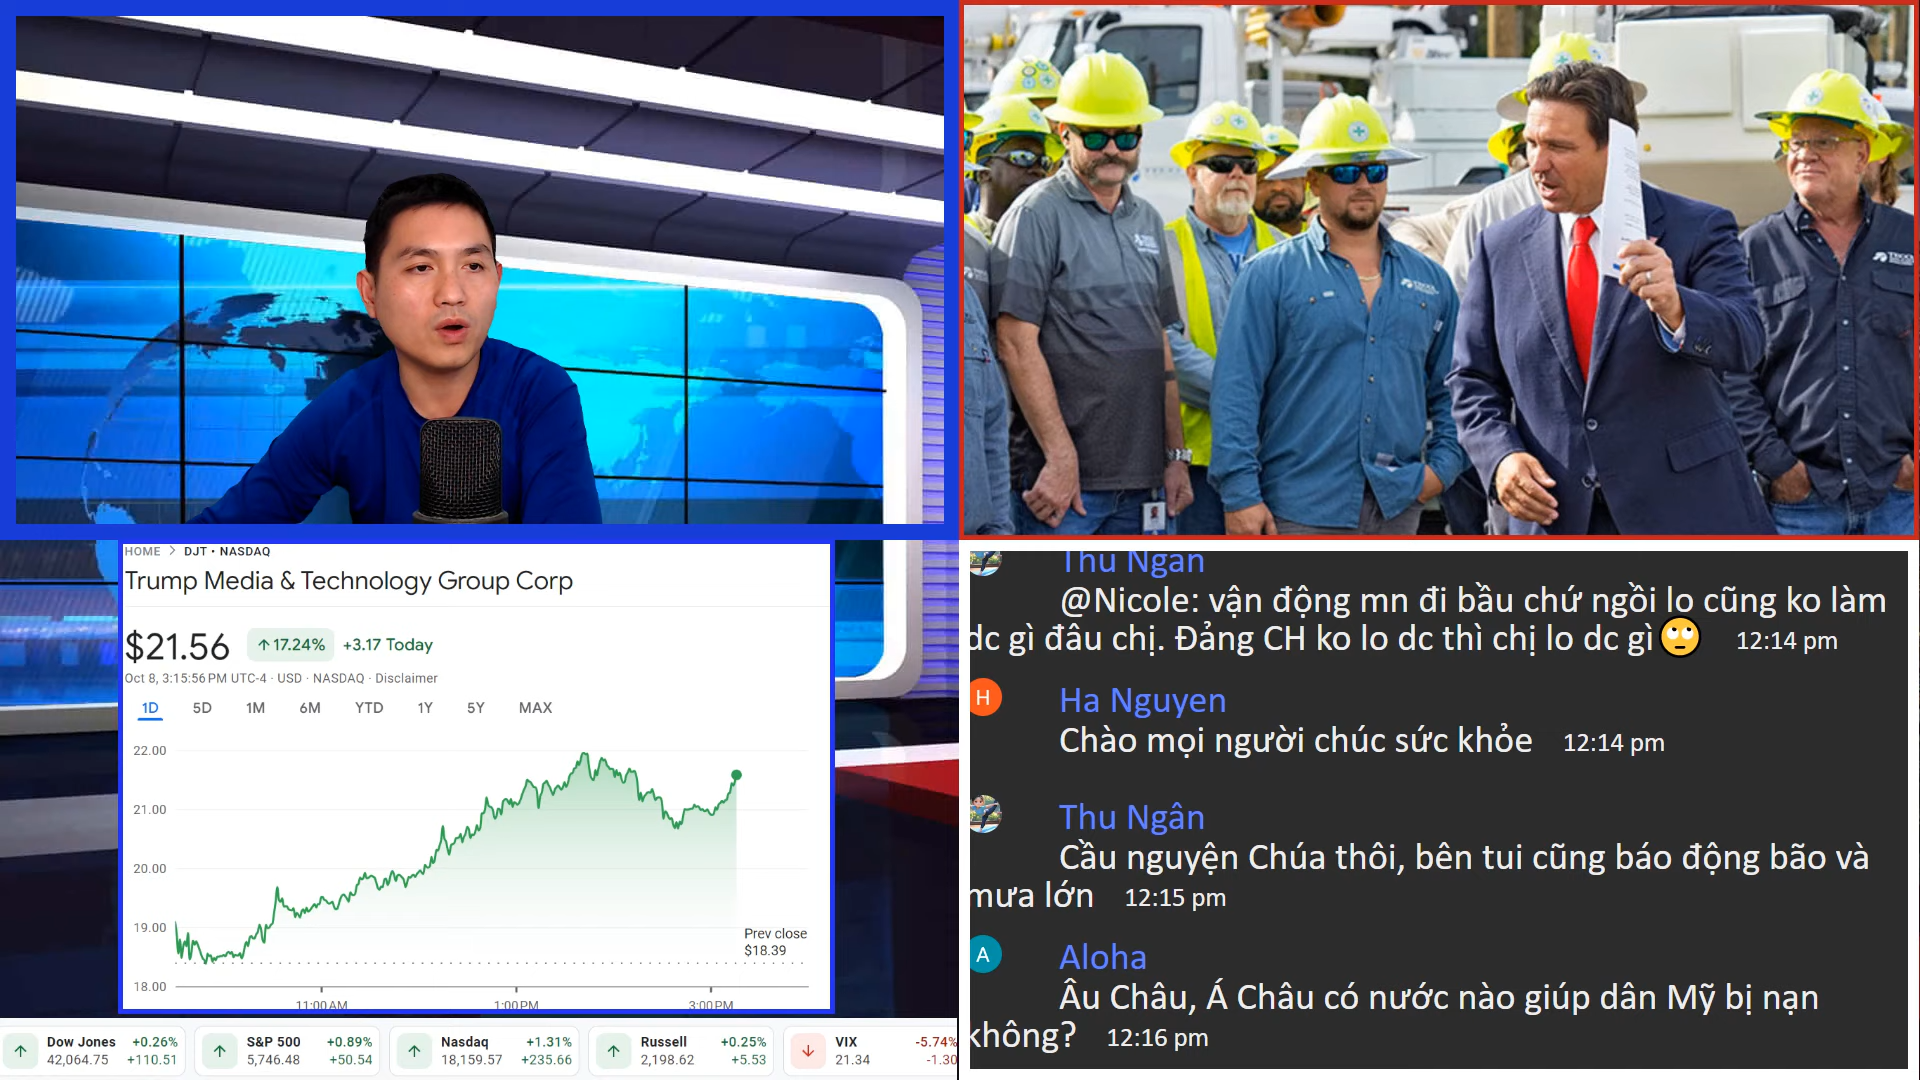 HOME > DJT • NASDAQ
Trump Media & Technology Group Corp
$21.56 ↑ 17.24% +3.17 Today
Oct 8, 3:15:56 PM UTC-4 · USD · NASDAQ · Disclaimer
1D 5D 1M 6M YTD 1Y 5Y MAX
22.00
21.00
20.00
19.00
18.00
Prev close
$18.39
11:00 AM 1:00 PM 3:00 PM
Dow Jones +0.26%
42,064.75 +110.51
S&P 500 +0.89%
5,746.48 +50.54
Nasdaq +1.31%
18,159.57 +235.66
Russell +0.25%
2,198.62 +5.53
VIX -5.74%
21.34 -1.30
Thu Ngân
@Nicole: vận động mn đi bầu chứ ngồi lo cũng ko làm
dc gì đâu chị. Đảng CH ko lo dc thì chị lo dc gì🙄 12:14 pm
H
Ha Nguyen
Chào mọi người chúc sức khỏe 12:14 pm
Thu Ngân
Cầu nguyện Chúa thôi, bên tui cũng báo động bão và
mưa lớn 12:15 pm
A
Aloha
Âu Châu, Á Châu có nước nào giúp dân Mỹ bị nạn
không? 12:16 pm